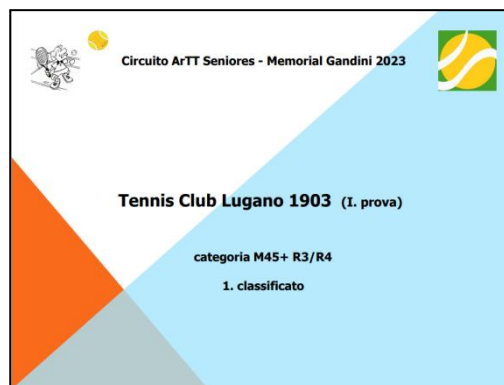 Circuito ArTT Seniores - Memorial Gandini 2023
Tennis Club Lugano 1903 (I. prova)
categoria M45+ R3/R4
1. classificato